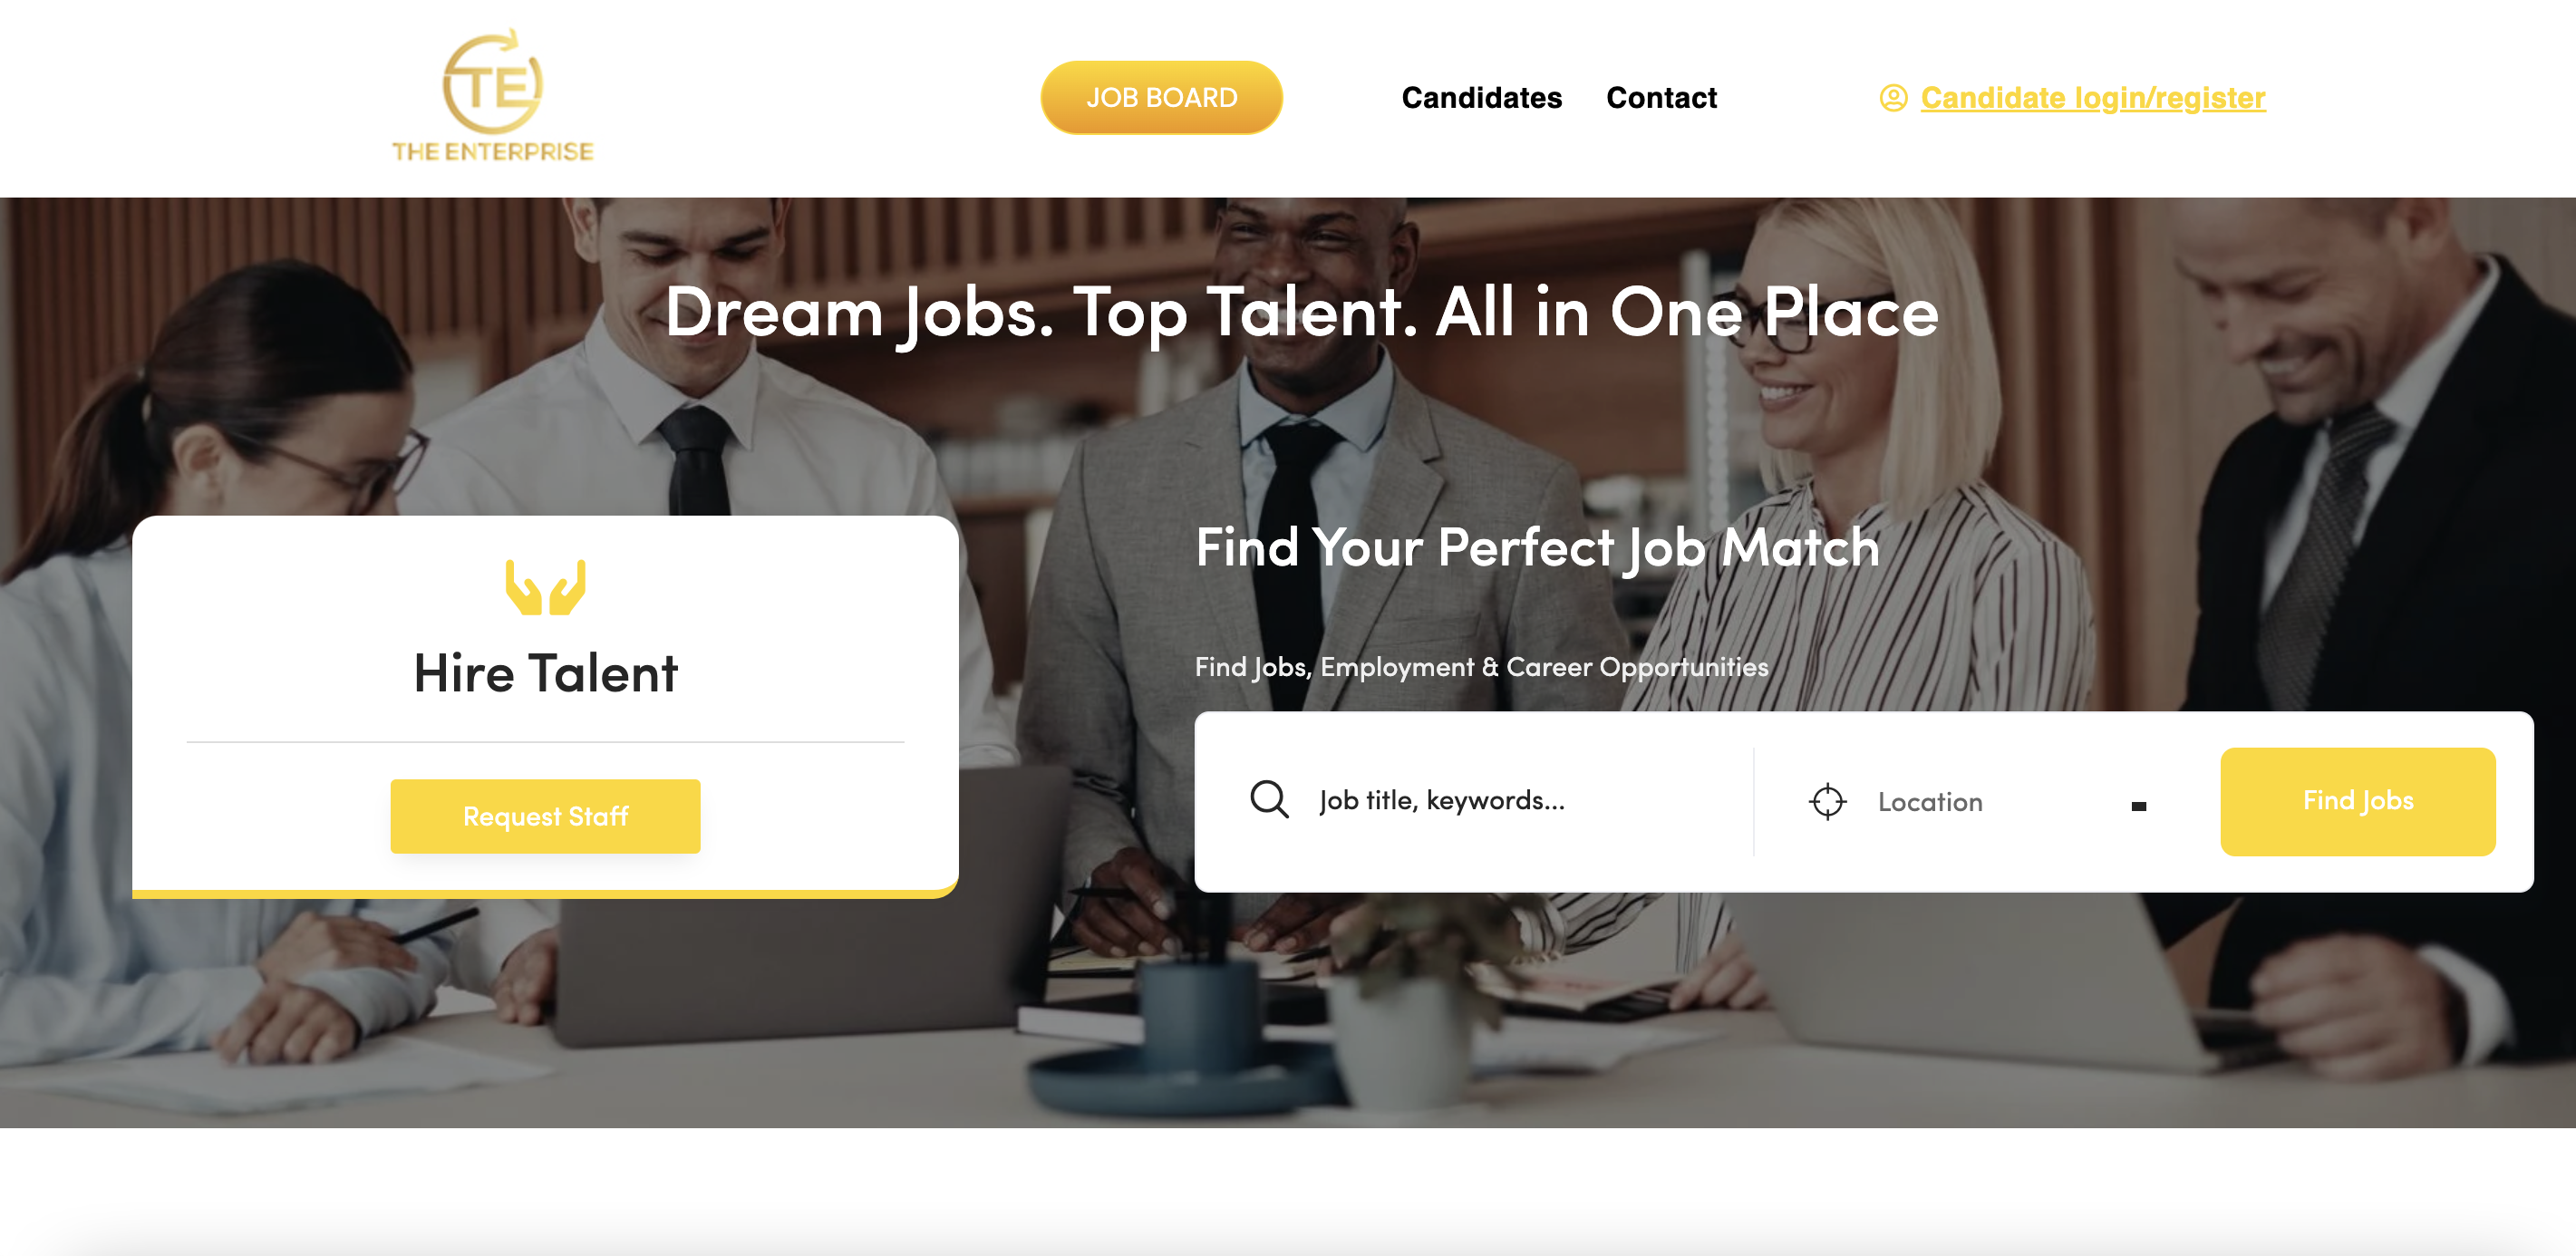 TE
THE ENTERPRISE
JOB BOARD
Candidates
Contact
Candidate login/register
Dream Jobs. Top Talent. All in One Place
Hire Talent
Request Staff
Find Your Perfect Job Match
Find Jobs, Employment & Career Opportunities
Job title, keywords...
Location
Find Jobs